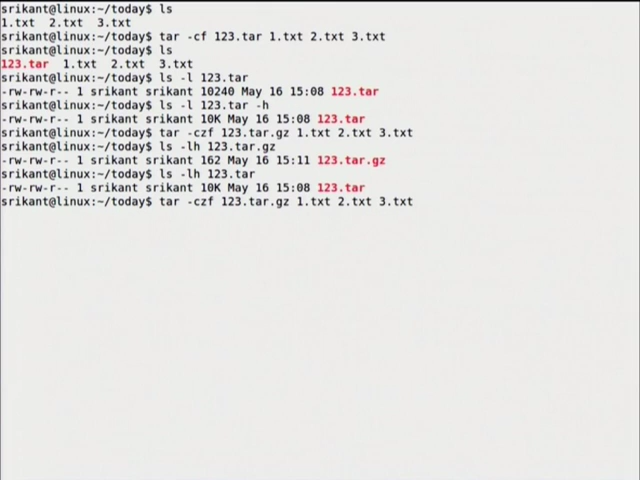 srikant@linux:~/today$ ls
1.txt  2.txt  3.txt
srikant@linux:~/today$ tar -cf 123.tar 1.txt 2.txt 3.txt
srikant@linux:~/today$ ls
123.tar  1.txt  2.txt  3.txt
srikant@linux:~/today$ ls -l 123.tar
-rw-rw-r-- 1 srikant srikant 10240 May 16 15:08 123.tar
srikant@linux:~/today$ ls -l 123.tar -h
-rw-rw-r-- 1 srikant srikant 10K May 16 15:08 123.tar
srikant@linux:~/today$ tar -czf 123.tar.gz 1.txt 2.txt 3.txt
srikant@linux:~/today$ ls -lh 123.tar.gz
-rw-rw-r-- 1 srikant srikant 162 May 16 15:11 123.tar.gz
srikant@linux:~/today$ ls -lh 123.tar
-rw-rw-r-- 1 srikant srikant 10K May 16 15:08 123.tar
srikant@linux:~/today$ tar -czf 123.tar.gz 1.txt 2.txt 3.txt